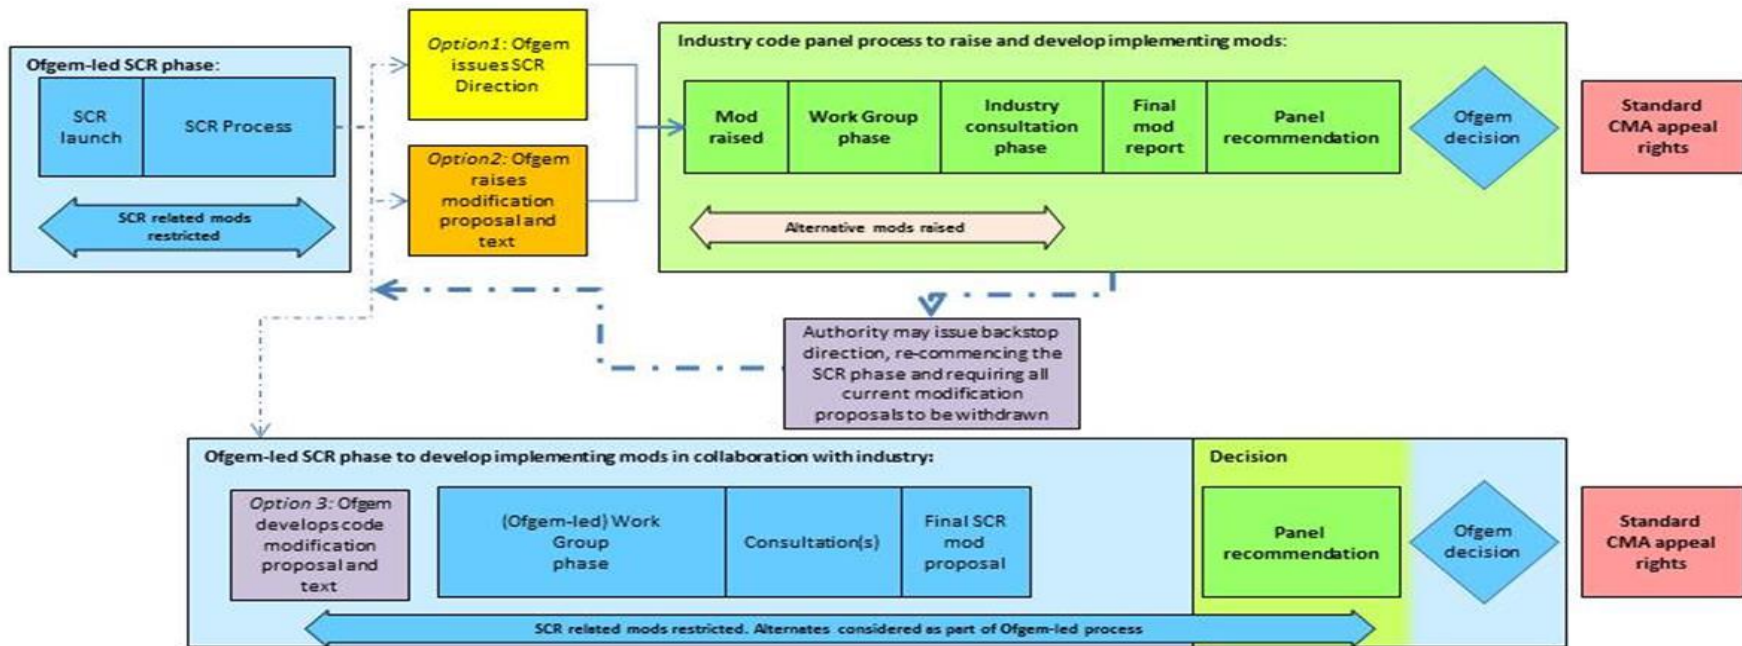 Ofgem-led SCR phase:
SCR
launch
SCR Process
SCR related mods
restricted
Option1: Ofgem
issues SCR
Direction
Option2: Ofgem
raises
modification
proposal and
text
Industry code panel process to raise and develop implementing mods:
Mod
raised
Work Group
phase
Industry
consultation
phase
Final
mod
report
Panel
recommendation
Ofgem
decision
Standard
CMA appeal
rights
Alternative mods raised
Authority may issue backstop
direction, re-commencing the
SCR phase and requiring all
current modification
proposals to be withdrawn
Ofgem-led SCR phase to develop implementing mods in collaboration with industry:
Decision
Option 3: Ofgem
develops code
modification
proposal and
text
(Ofgem-led) Work
Group
phase
Consultation(s)
Final SCR
mod
proposal
Panel
recommendation
Ofgem
decision
Standard
CMA appeal
rights
SCR related mods restricted. Alternates considered as part of Ofgem-led process